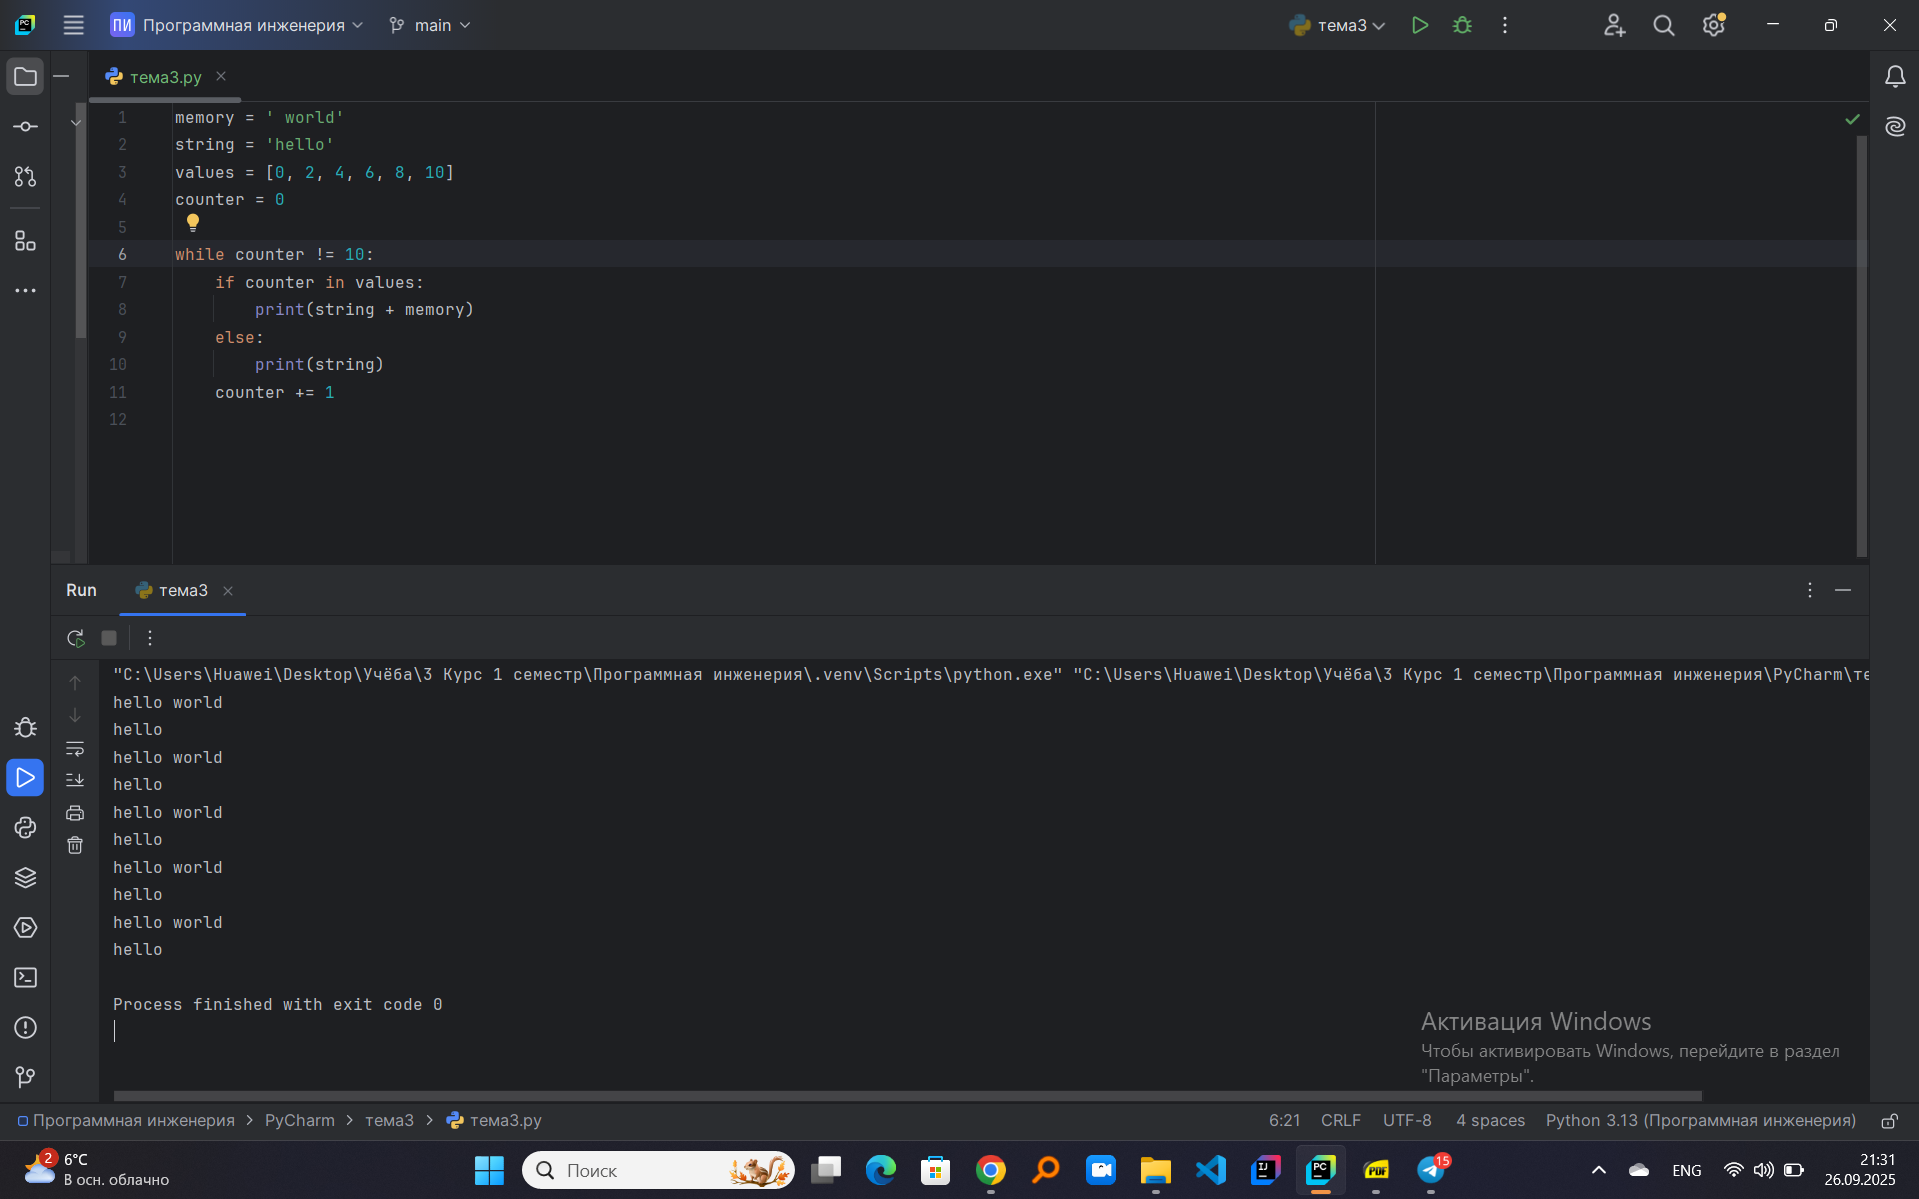 ПИ Программная инженерия main тема3
тема3.py
1 memory = ' world'
2 string = 'hello'
3 values = [0, 2, 4, 6, 8, 10]
4 counter = 0
5
6 while counter != 10:
7 if counter in values:
8 print(string + memory)
9 else:
10 print(string)
11 counter += 1
12
Run тема3
"C:\Users\Huawei\Desktop\Учёба\3 Курс 1 семестр\Программная инженерия\.venv\Scripts\python.exe" "C:\Users\Huawei\Desktop\Учёба\3 Курс 1 семестр\Программная инженерия\PyCharm\те
hello world
hello
hello world
hello
hello world
hello
hello world
hello
hello world
hello
Process finished with exit code 0
Активация Windows
Чтобы активировать Windows, перейдите в раздел
"Параметры".
Программная инженерия > PyCharm > тема3 > тема3.py 6:21 CRLF UTF-8 4 spaces Python 3.13 (Программная инженерия)
2 6°C
В осн. облачно
Поиск
IJ
PC
PDF
15
ENG
21:31
26.09.2025